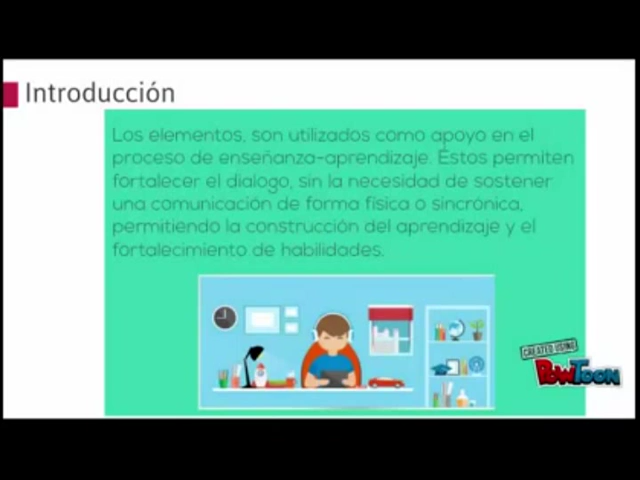 Introducción
Los elementos, son utilizados como apoyo en el
proceso de enseñanza-aprendizaje. Estos permiten
fortalecer el dialogo, sin la necesidad de sostener
una comunicación de forma física o sincrónica,
permitiendo la construcción del aprendizaje y el
fortalecimiento de habilidades.
CREATED USING
POWTOON